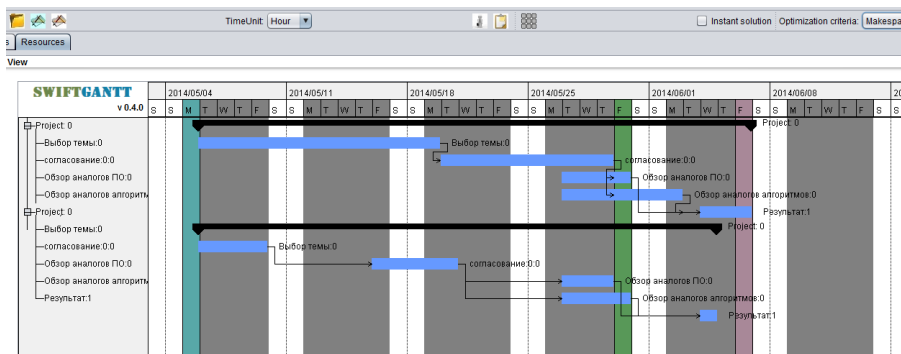 TimeUnit: Hour Instant solution Optimization criteria: Makespa
s Resources
View
SWIFTGANTT
v 0.4.0
2014/05/04 2014/05/11 2014/05/18 2014/05/25 2014/06/01 2014/06/08 20
S S M T W T F S S M T W T F S S M T W T F S S M T W T F S S M T W T F S S M T W T F S S
Project: 0 Project: 0
Выбор темы:0 Выбор темы:0
согласование:0:0 согласование:0:0
Обзор аналогов ПО:0 Обзор аналогов ПО:0
Обзор аналогов алгоритм Обзор аналогов алгоритмов:0
Project: 0 Результат:1
Выбор темы:0 Project: 0
согласование:0:0 Выбор темы:0
Обзор аналогов ПО:0 согласование:0:0
Обзор аналогов алгоритм Обзор аналогов ПО:0
Результат:1 Обзор аналогов алгоритмов:0
Результат:1